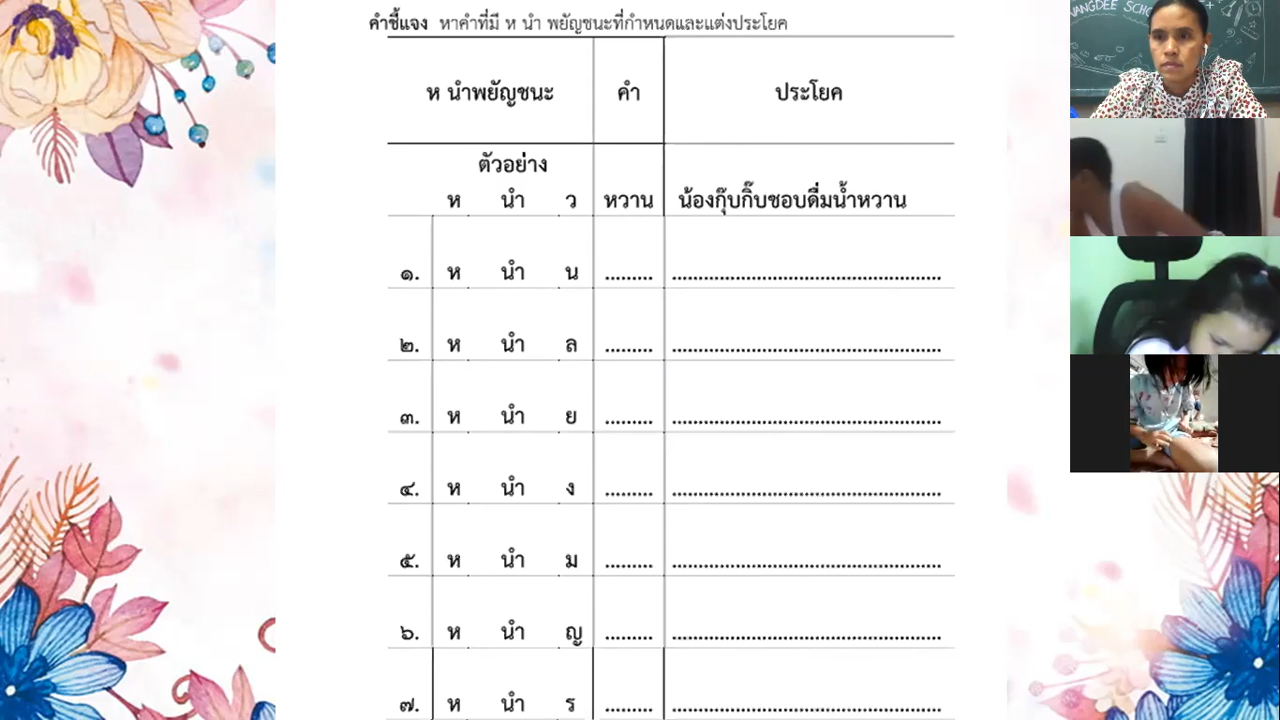 คำชี้แจง หาคำที่มี ห นำ พยัญชนะที่กำหนดและแต่งประโยค
ห นำพยัญชนะ คำ ประโยค
ตัวอย่าง
ห นำ ว หวาน น้องกุ๊บกิ๊บชอบดื่มน้ำหวาน
๑. ห นำ น ......... ................................................
๒. ห นำ ล ......... ................................................
๓. ห นำ ย ......... ................................................
๔. ห นำ ง ......... ................................................
๕. ห นำ ม ......... ................................................
๖. ห นำ ญ ......... ................................................
๗. ห นำ ร ......... ................................................
WANGDEE SCHO